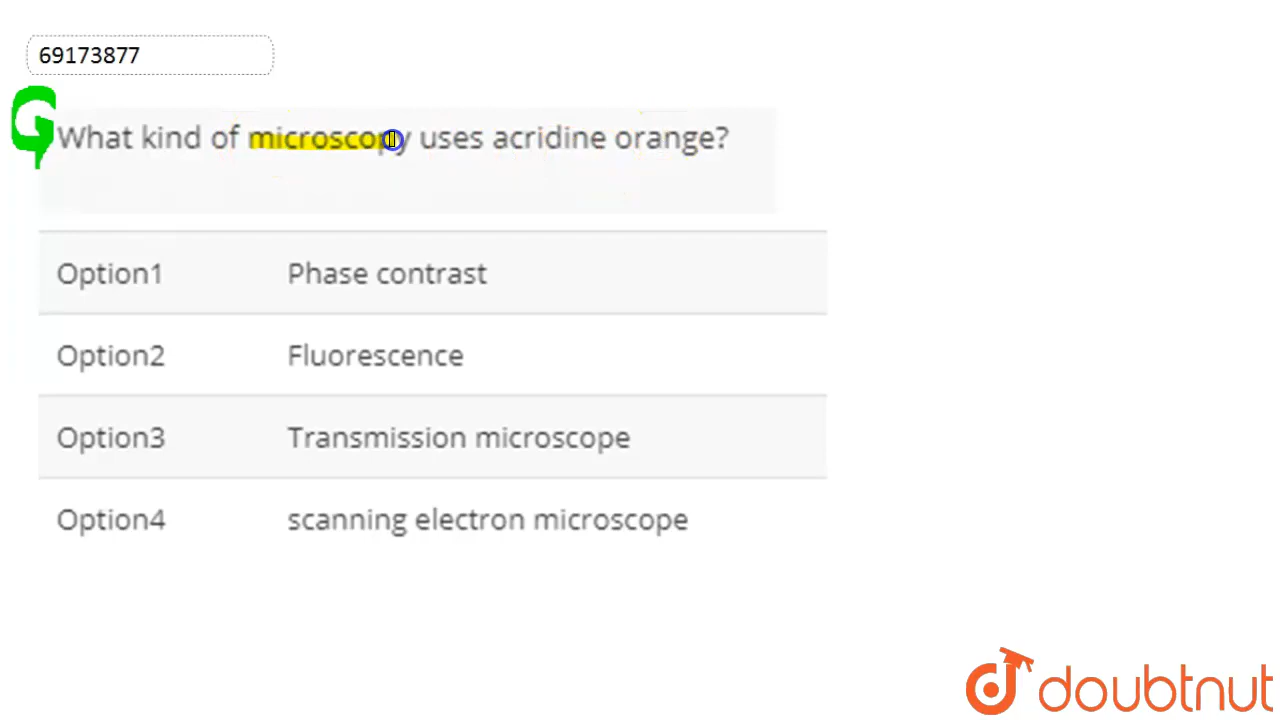 69173877
What kind of microscopy uses acridine orange?
Option1 Phase contrast
Option2 Fluorescence
Option3 Transmission microscope
Option4 scanning electron microscope
doubtnut